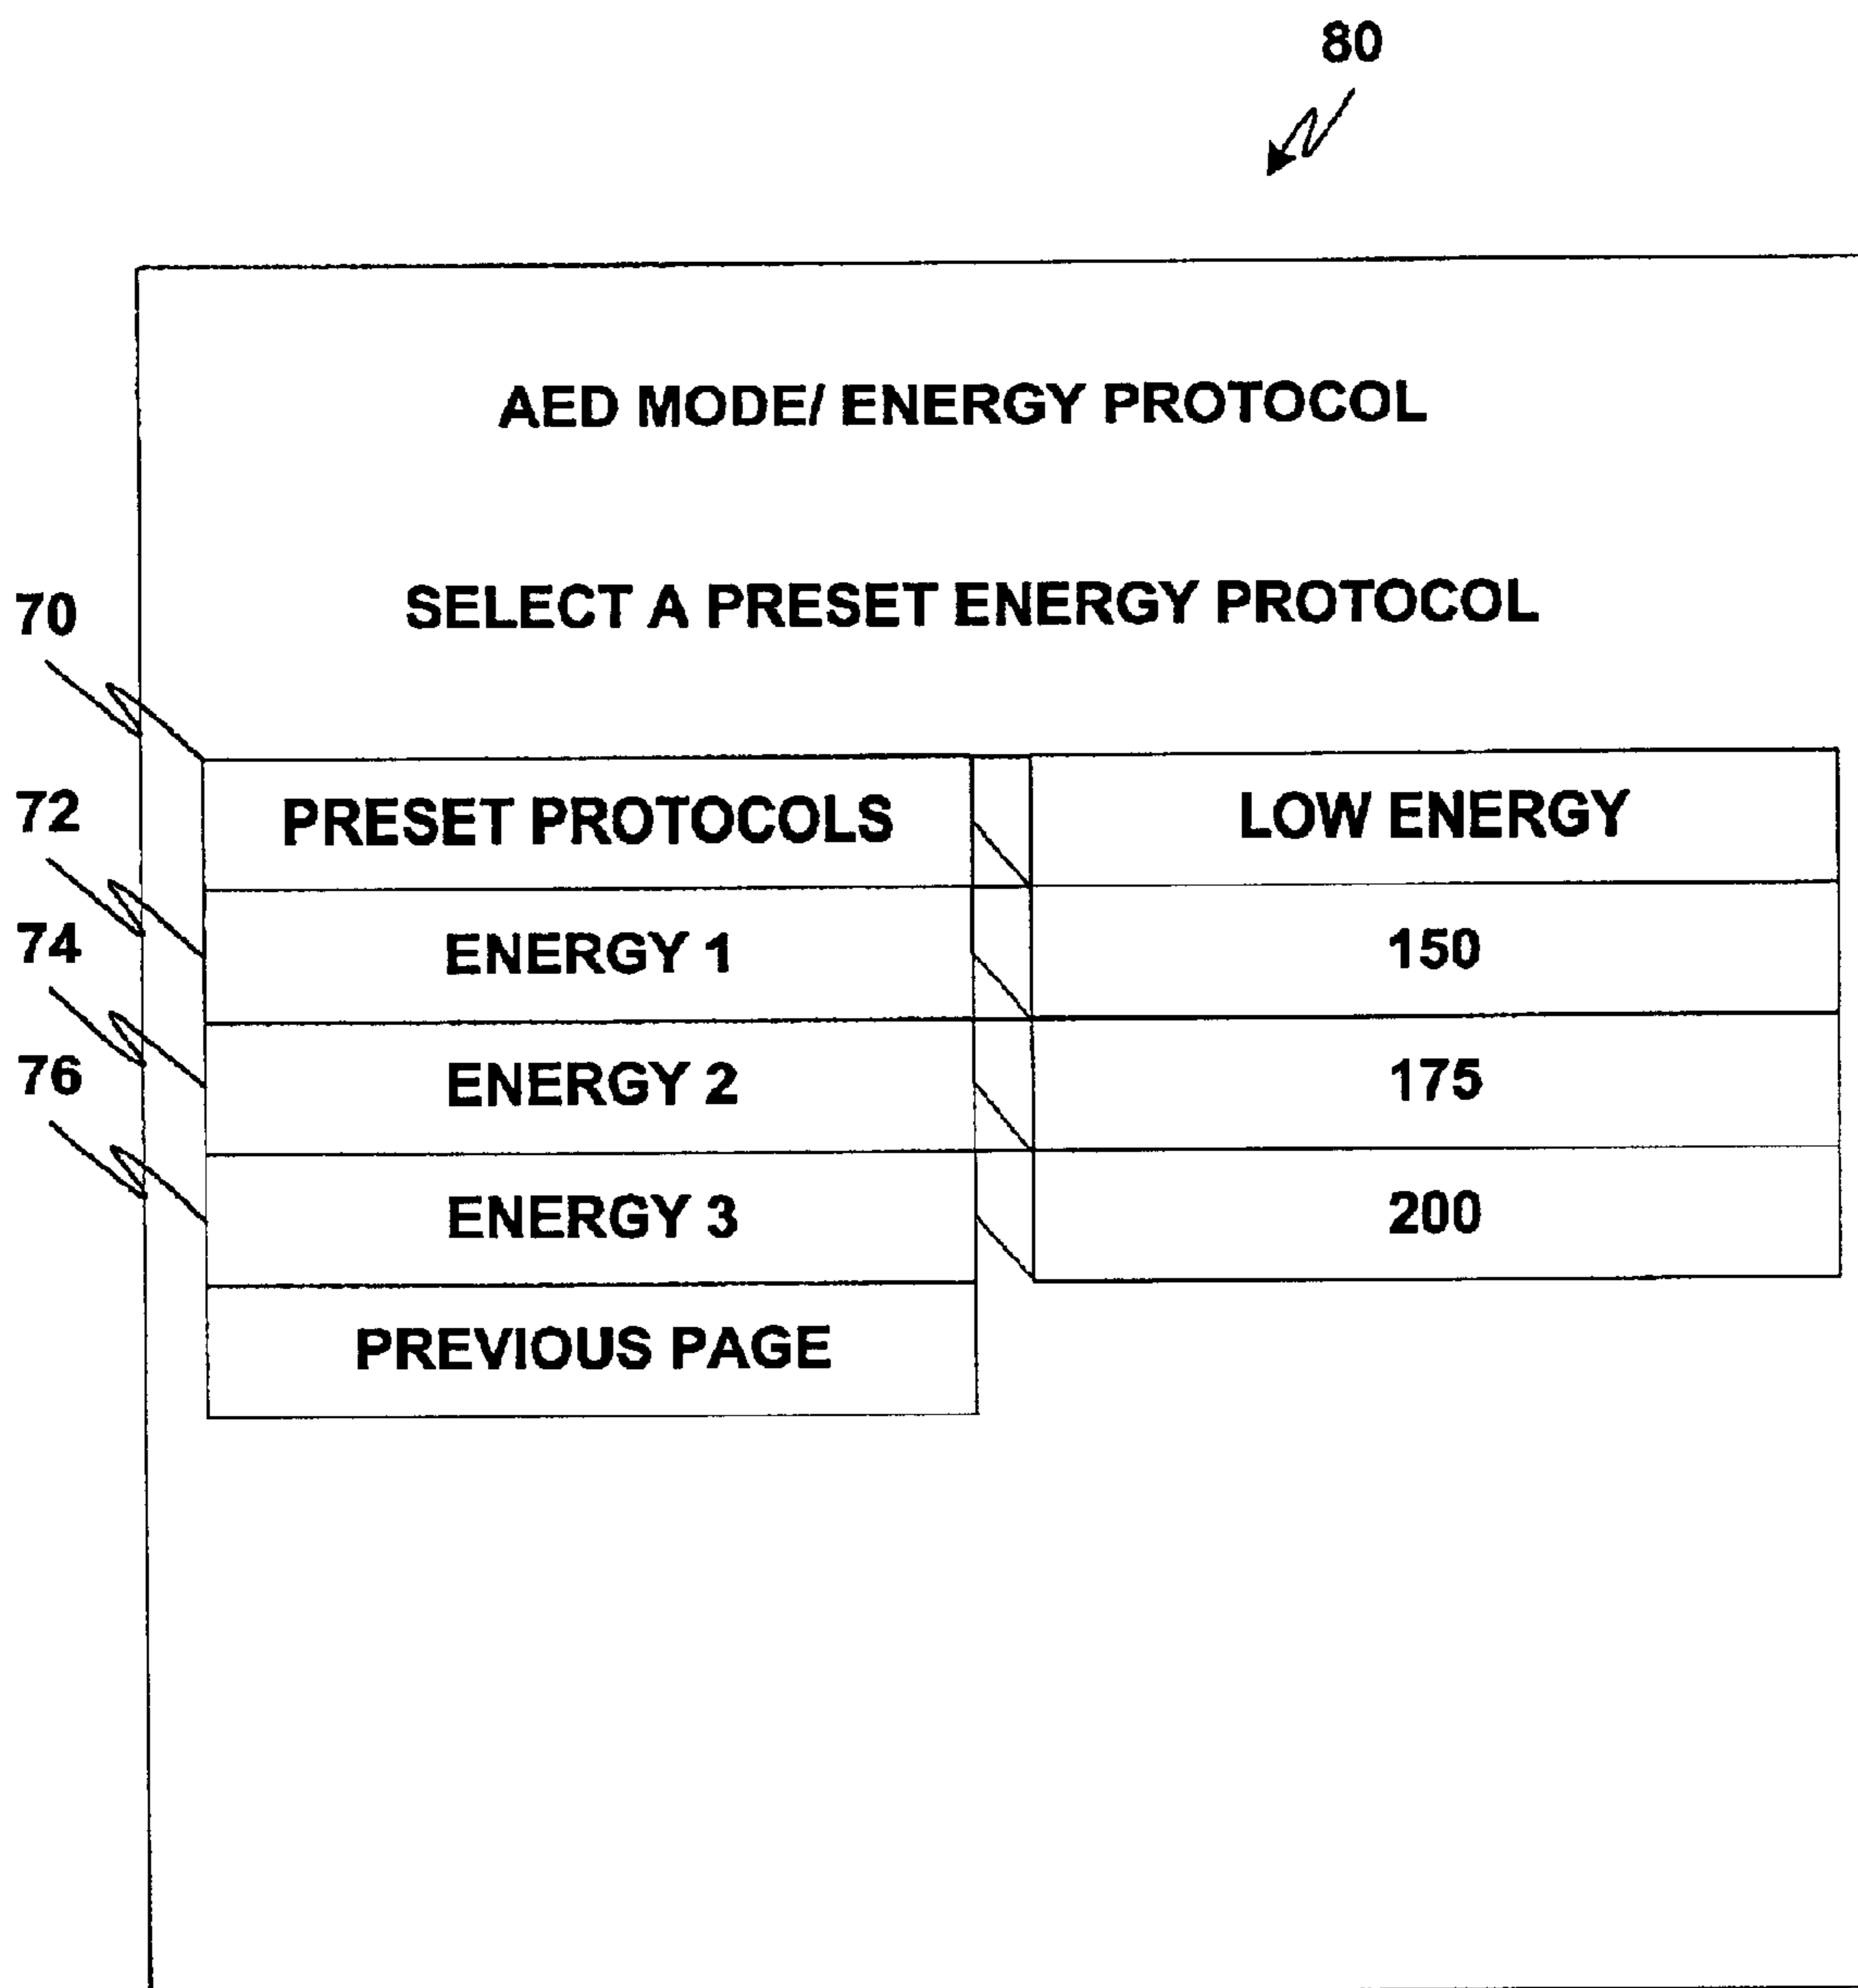 80
AED MODE/ ENERGY PROTOCOL
70 SELECT A PRESET ENERGY PROTOCOL
72 PRESET PROTOCOLS LOW ENERGY
74 ENERGY 1 150
76 ENERGY 2 175
ENERGY 3 200
PREVIOUS PAGE